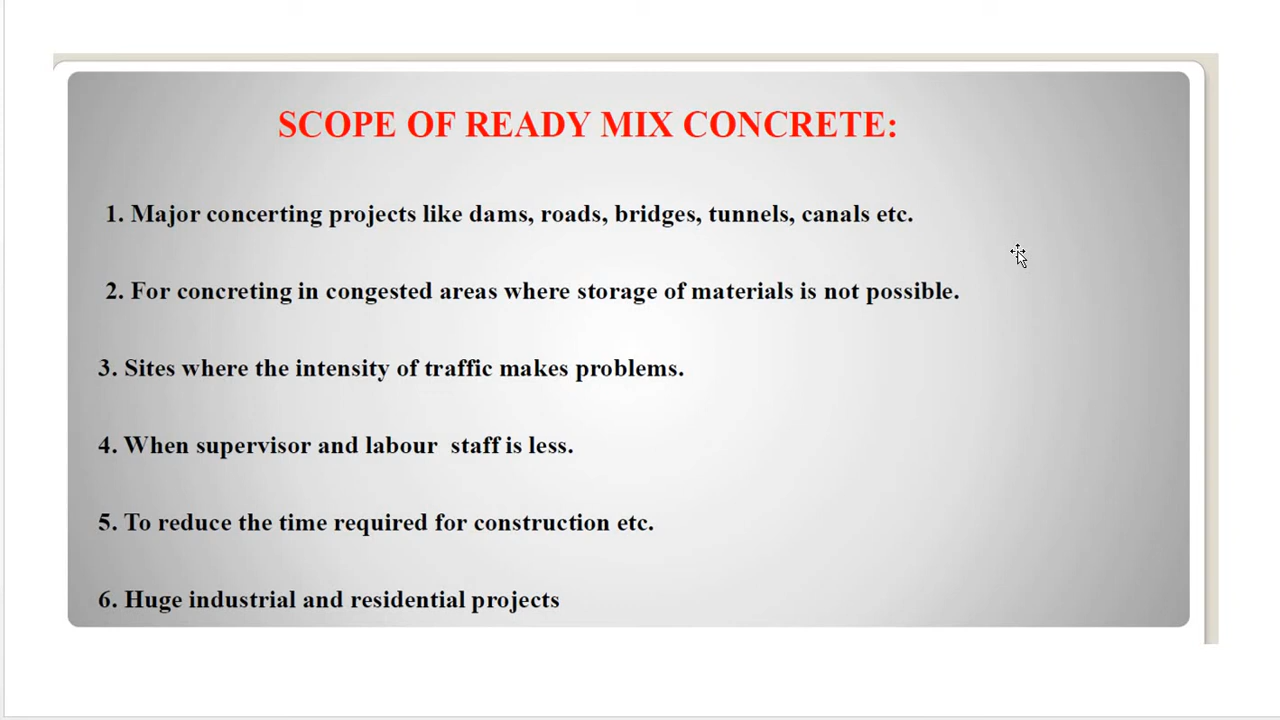 SCOPE OF READY MIX CONCRETE:
1. Major concerting projects like dams, roads, bridges, tunnels, canals etc.
2. For concreting in congested areas where storage of materials is not possible.
3. Sites where the intensity of traffic makes problems.
4. When supervisor and labour  staff is less.
5. To reduce the time required for construction etc.
6. Huge industrial and residential projects